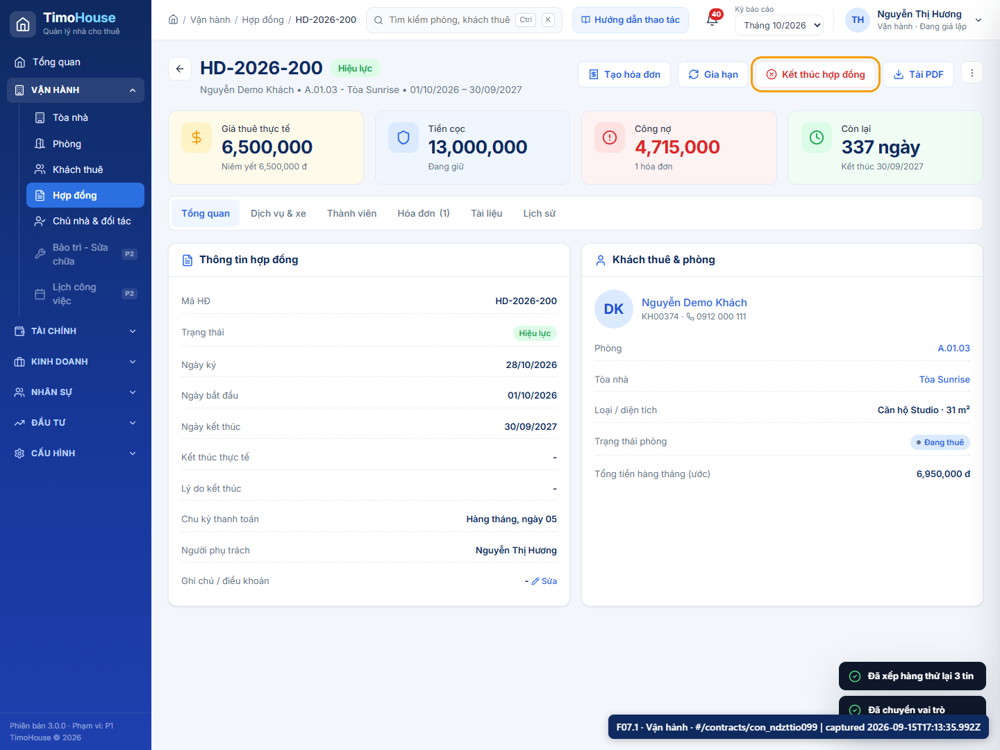 TimoHouse
Quản lý nhà cho thuê
Tổng quan
VẬN HÀNH
Tòa nhà
Phòng
Khách thuê
Hợp đồng
Chủ nhà & đối tác
Bảo trì - Sửa chữa P2
Lịch công việc P2
TÀI CHÍNH
KINH DOANH
NHÂN SỰ
ĐẦU TƯ
CẤU HÌNH
Phiên bản 3.0.0 · Phạm vi: P1
TimoHouse © 2026
/ Vận hành / Hợp đồng / HD-2026-200
Tìm kiếm phòng, khách thuê Ctrl K
Hướng dẫn thao tác
40
Kỳ báo cáo
Tháng 10/2026
TH
Nguyễn Thị Hương
Vận hành · Đang giả lập
HD-2026-200 Hiệu lực
Nguyễn Demo Khách • A.01.03 - Tòa Sunrise • 01/10/2026 – 30/09/2027
Tạo hóa đơn
Gia hạn
Kết thúc hợp đồng
Tải PDF
Giá thuê thực tế
6,500,000
Niêm yết 6,500,000 đ
Tiền cọc
13,000,000
Đang giữ
Công nợ
4,715,000
1 hóa đơn
Còn lại
337 ngày
Kết thúc 30/09/2027
Tổng quan Dịch vụ & xe Thành viên Hóa đơn (1) Tài liệu Lịch sử
Thông tin hợp đồng
Mã HĐ HD-2026-200
Trạng thái Hiệu lực
Ngày ký 28/10/2026
Ngày bắt đầu 01/10/2026
Ngày kết thúc 30/09/2027
Kết thúc thực tế -
Lý do kết thúc -
Chu kỳ thanh toán Hàng tháng, ngày 05
Người phụ trách Nguyễn Thị Hương
Ghi chú / điều khoản - Sửa
Khách thuê & phòng
DK
Nguyễn Demo Khách
KH00374 · 0912 000 111
Phòng A.01.03
Tòa nhà Tòa Sunrise
Loại / diện tích Căn hộ Studio · 31 m²
Trạng thái phòng Đang thuê
Tổng tiền hàng tháng (ước) 6,950,000 đ
Đã xếp hàng thử lại 3 tin
Đã chuyển vai trò
F07.1 · Vận hành · #/contracts/con_ndzttio099 | captured 2026-09-15T17:13:35.992Z